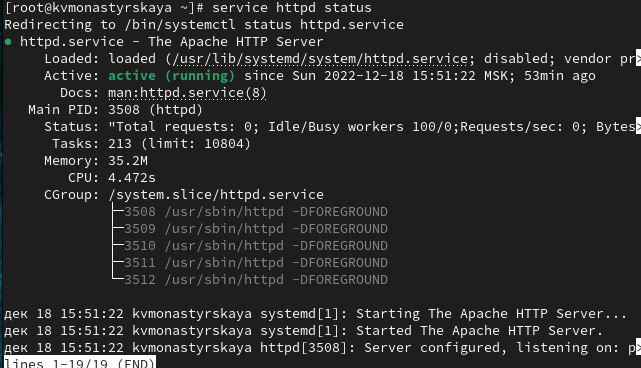 [root@kvmonastyrskaya ~]# service httpd status
Redirecting to /bin/systemctl status httpd.service
● httpd.service - The Apache HTTP Server
     Loaded: loaded (/usr/lib/systemd/system/httpd.service; disabled; vendor pr>
     Active: active (running) since Sun 2022-12-18 15:51:22 MSK; 53min ago
       Docs: man:httpd.service(8)
   Main PID: 3508 (httpd)
     Status: "Total requests: 0; Idle/Busy workers 100/0;Requests/sec: 0; Bytes>
      Tasks: 213 (limit: 10804)
     Memory: 35.2M
        CPU: 4.472s
     CGroup: /system.slice/httpd.service
             ├─3508 /usr/sbin/httpd -DFOREGROUND
             ├─3509 /usr/sbin/httpd -DFOREGROUND
             ├─3510 /usr/sbin/httpd -DFOREGROUND
             ├─3511 /usr/sbin/httpd -DFOREGROUND
             └─3512 /usr/sbin/httpd -DFOREGROUND
дек 18 15:51:22 kvmonastyrskaya systemd[1]: Starting The Apache HTTP Server...
дек 18 15:51:22 kvmonastyrskaya systemd[1]: Started The Apache HTTP Server.
дек 18 15:51:22 kvmonastyrskaya httpd[3508]: Server configured, listening on: p>
lines 1-19/19 (END)